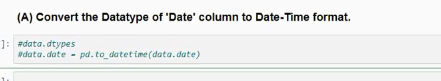 (A) Convert the Datatype of 'Date' column to Date-Time format.
]: #data.dtypes
#data.date = pd.to_datetime(data.date)